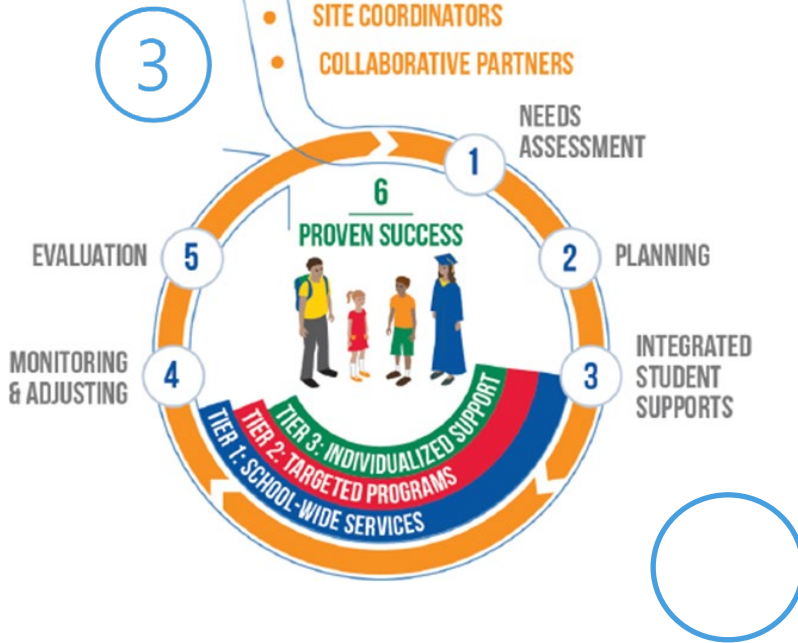 SITE COORDINATORS
3
COLLABORATIVE PARTNERS
NEEDS
ASSESSMENT
1
6
PROVEN SUCCESS
EVALUATION
5
2
PLANNING
MONITORING
& ADJUSTING
4
3
INTEGRATED
STUDENT
SUPPORTS
TIER 3: INDIVIDUALIZED SUPPORT
TIER 2: TARGETED PROGRAMS
TIER 1: SCHOOL-WIDE SERVICES